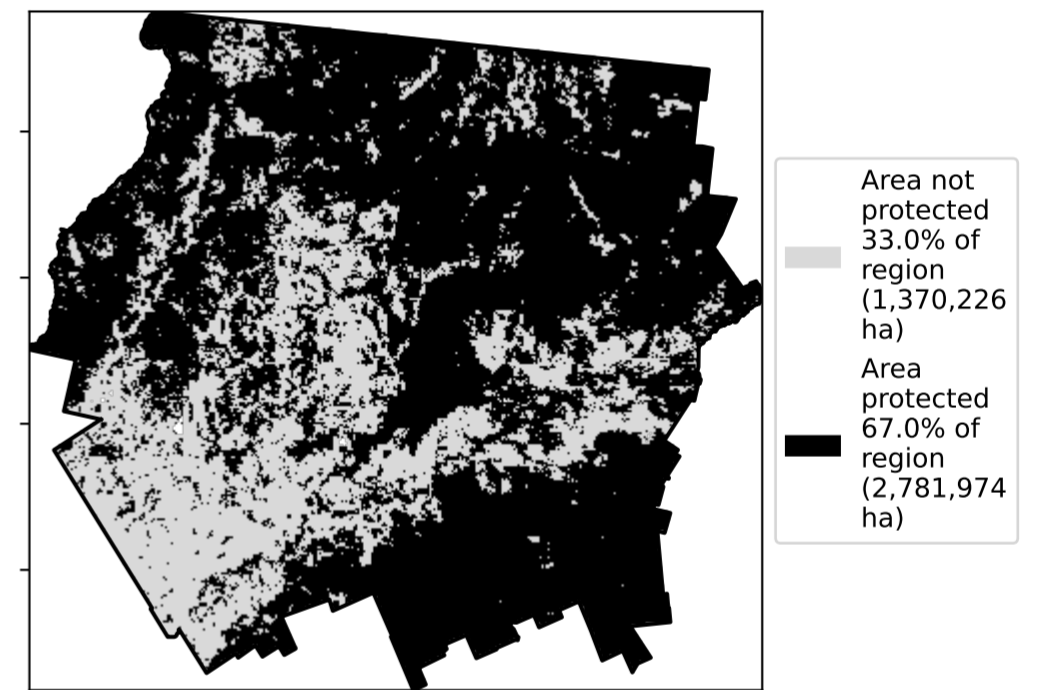 Area not
protected
33.0% of
region
(1,370,226
ha)
Area
protected
67.0% of
region
(2,781,974
ha)